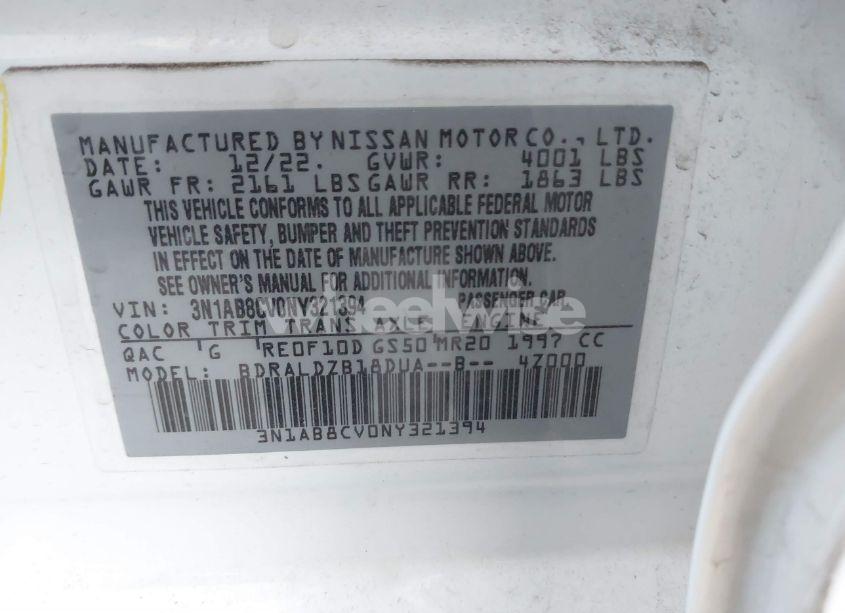 MANUFACTURED BY NISSAN MOTOR CO., LTD.
DATE: 12/22. GVWR: 4001 LBS
GAWR FR: 2161 LBS GAWR RR: 1863 LBS
THIS VEHICLE CONFORMS TO ALL APPLICABLE FEDERAL MOTOR
VEHICLE SAFETY, BUMPER AND THEFT PREVENTION STANDARDS
IN EFFECT ON THE DATE OF MANUFACTURE SHOWN ABOVE.
SEE OWNER'S MANUAL FOR ADDITIONAL INFORMATION.
VIN: 3N1AB8CV0NY321394 PASSENGER CAR
COLOR TRIM TRANS AXLE ENGINE
QAC G RE0F10D GS50 MR20 1997 CC
MODEL: BDRALDZB18DUA--B-- 4Z000
3N1AB8CV0NY321394